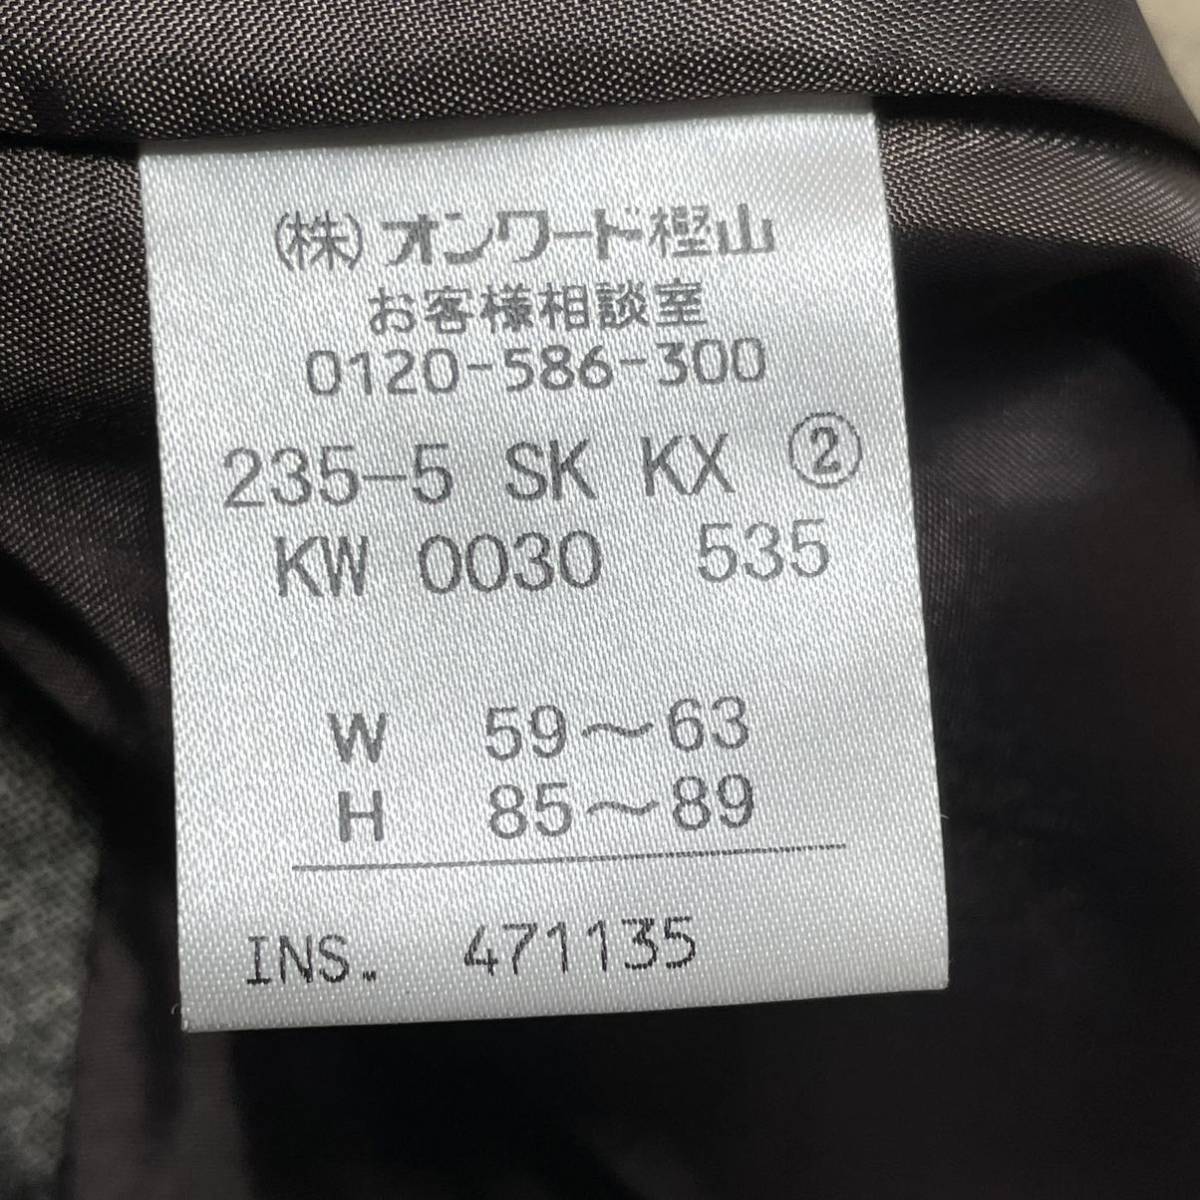 (株)オンワード樫山
お客様相談室
0120-586-300
235-5 SK KX ②
KW 0030 535
W 59～63
H 85～89
INS. 471135